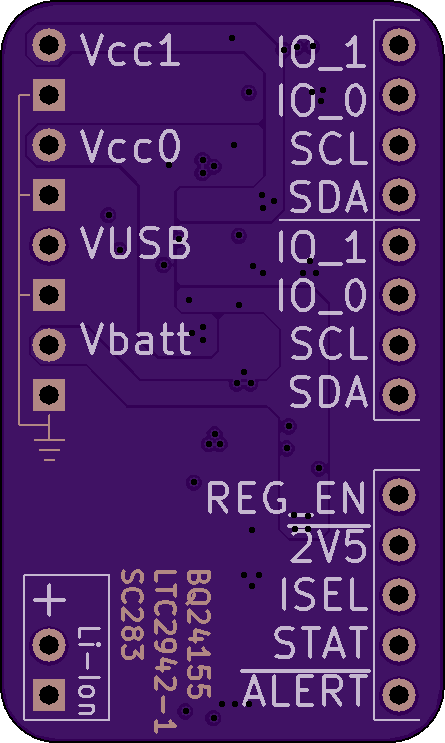 Vcc1
Vcc0
VUSB
Vbatt
IO_1
IO_0
SCL
SDA
IO_1
IO_0
SCL
SDA
REG_EN
2V5
ISEL
STAT
ALERT
+
Li-Ion
BQ24155
LTC2942-1
SC283